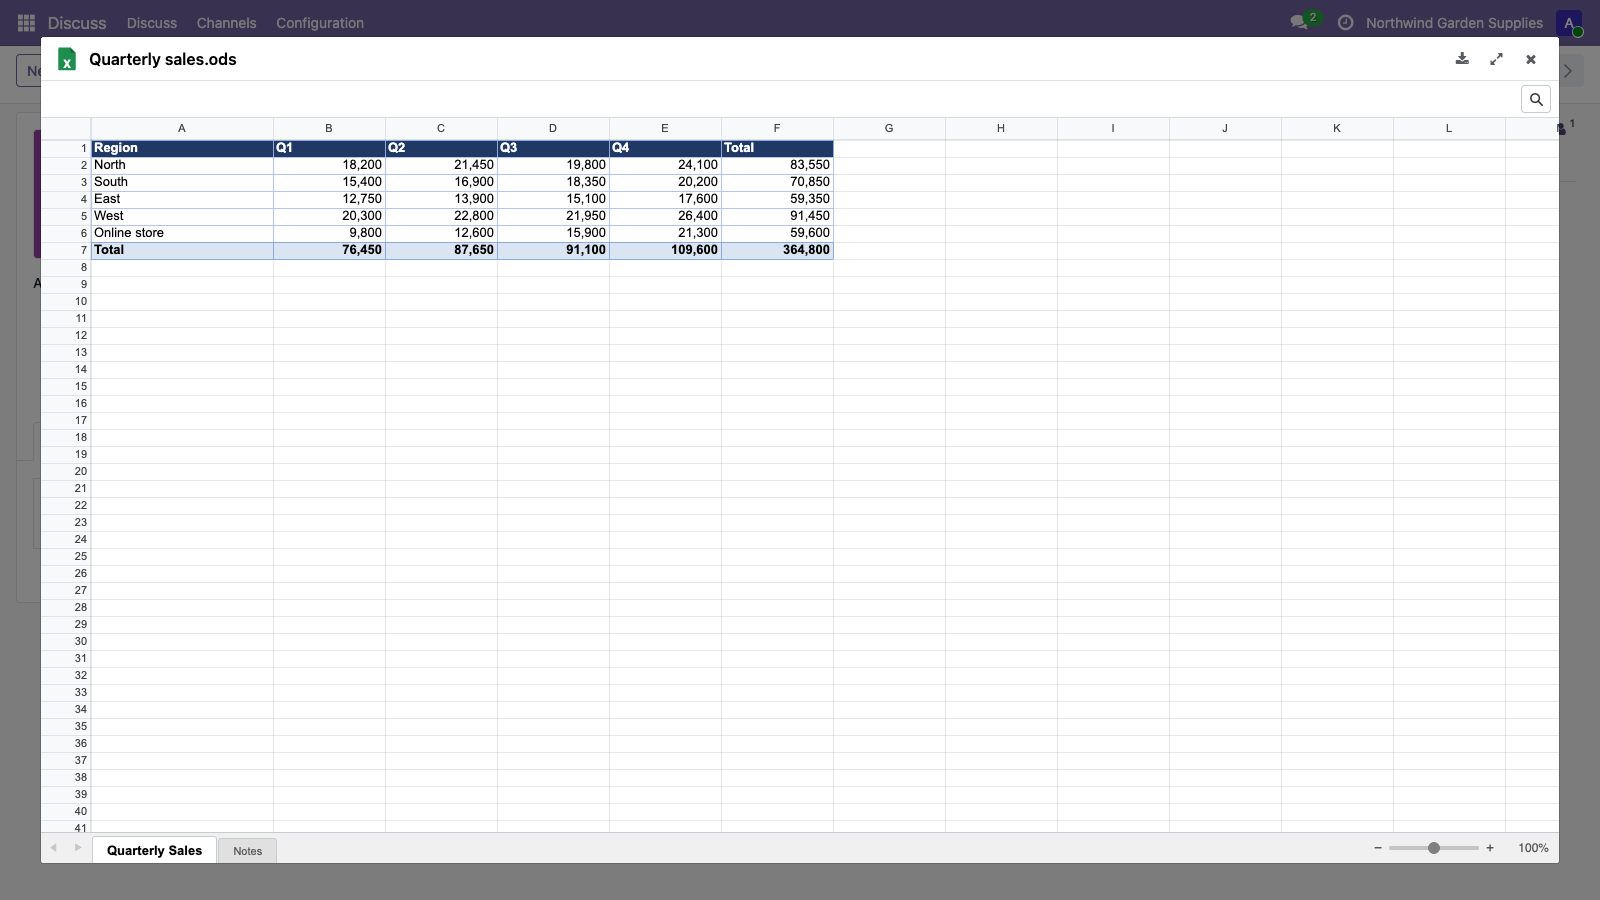 Discuss Discuss Channels Configuration 2 Northwind Garden Supplies A
Quarterly sales.ods
Ne
1
A
A B C D E F G H I J K L
1 Region Q1 Q2 Q3 Q4 Total
2 North 18,200 21,450 19,800 24,100 83,550
3 South 15,400 16,900 18,350 20,200 70,850
4 East 12,750 13,900 15,100 17,600 59,350
5 West 20,300 22,800 21,950 26,400 91,450
6 Online store 9,800 12,600 15,900 21,300 59,600
7 Total 76,450 87,650 91,100 109,600 364,800
8
9
10
11
12
13
14
15
16
17
18
19
20
21
22
23
24
25
26
27
28
29
30
31
32
33
34
35
36
37
38
39
40
41
Quarterly Sales Notes − + 100%